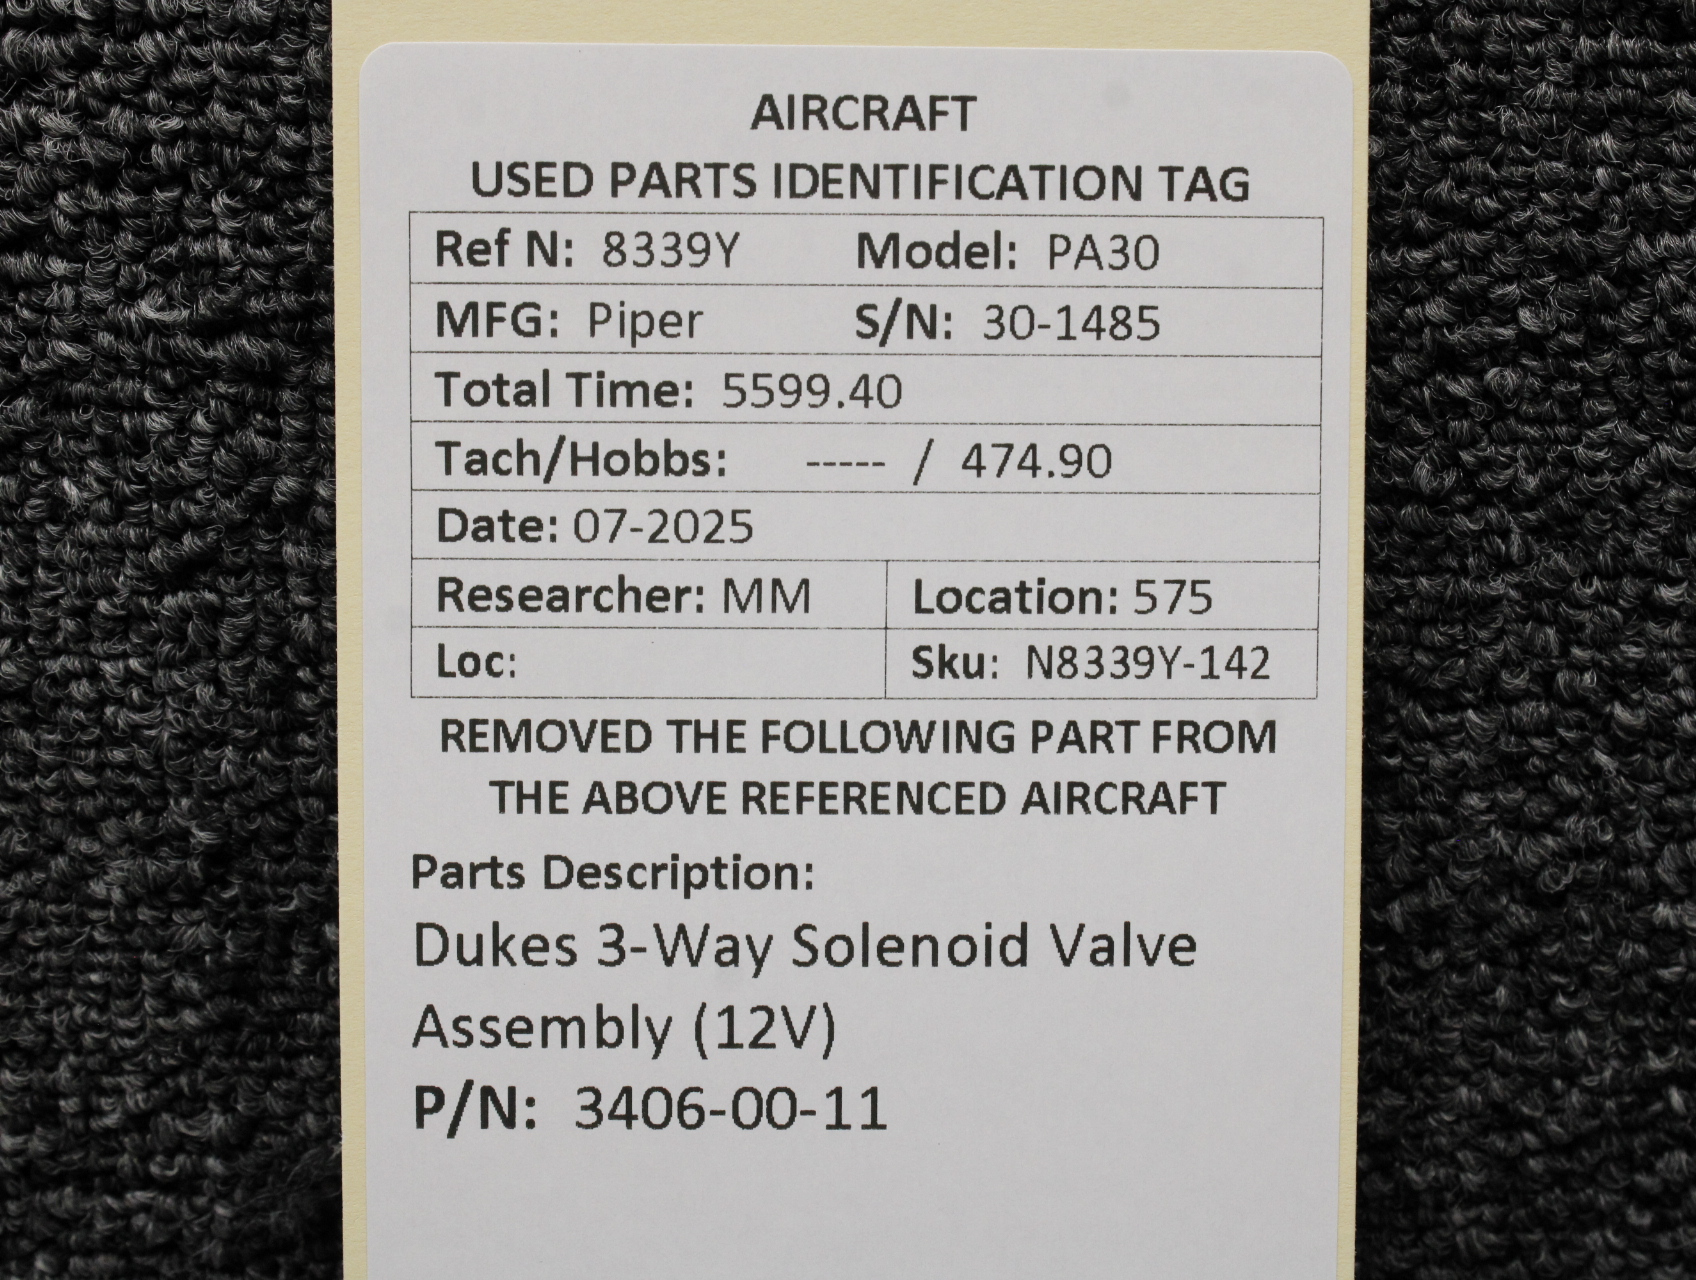 AIRCRAFT
USED PARTS IDENTIFICATION TAG
Ref N: 8339Y Model: PA30
MFG: Piper S/N: 30-1485
Total Time: 5599.40
Tach/Hobbs: ----- / 474.90
Date: 07-2025
Researcher: MM Location: 575
Loc: Sku: N8339Y-142
REMOVED THE FOLLOWING PART FROM
THE ABOVE REFERENCED AIRCRAFT
Parts Description:
Dukes 3-Way Solenoid Valve
Assembly (12V)
P/N: 3406-00-11